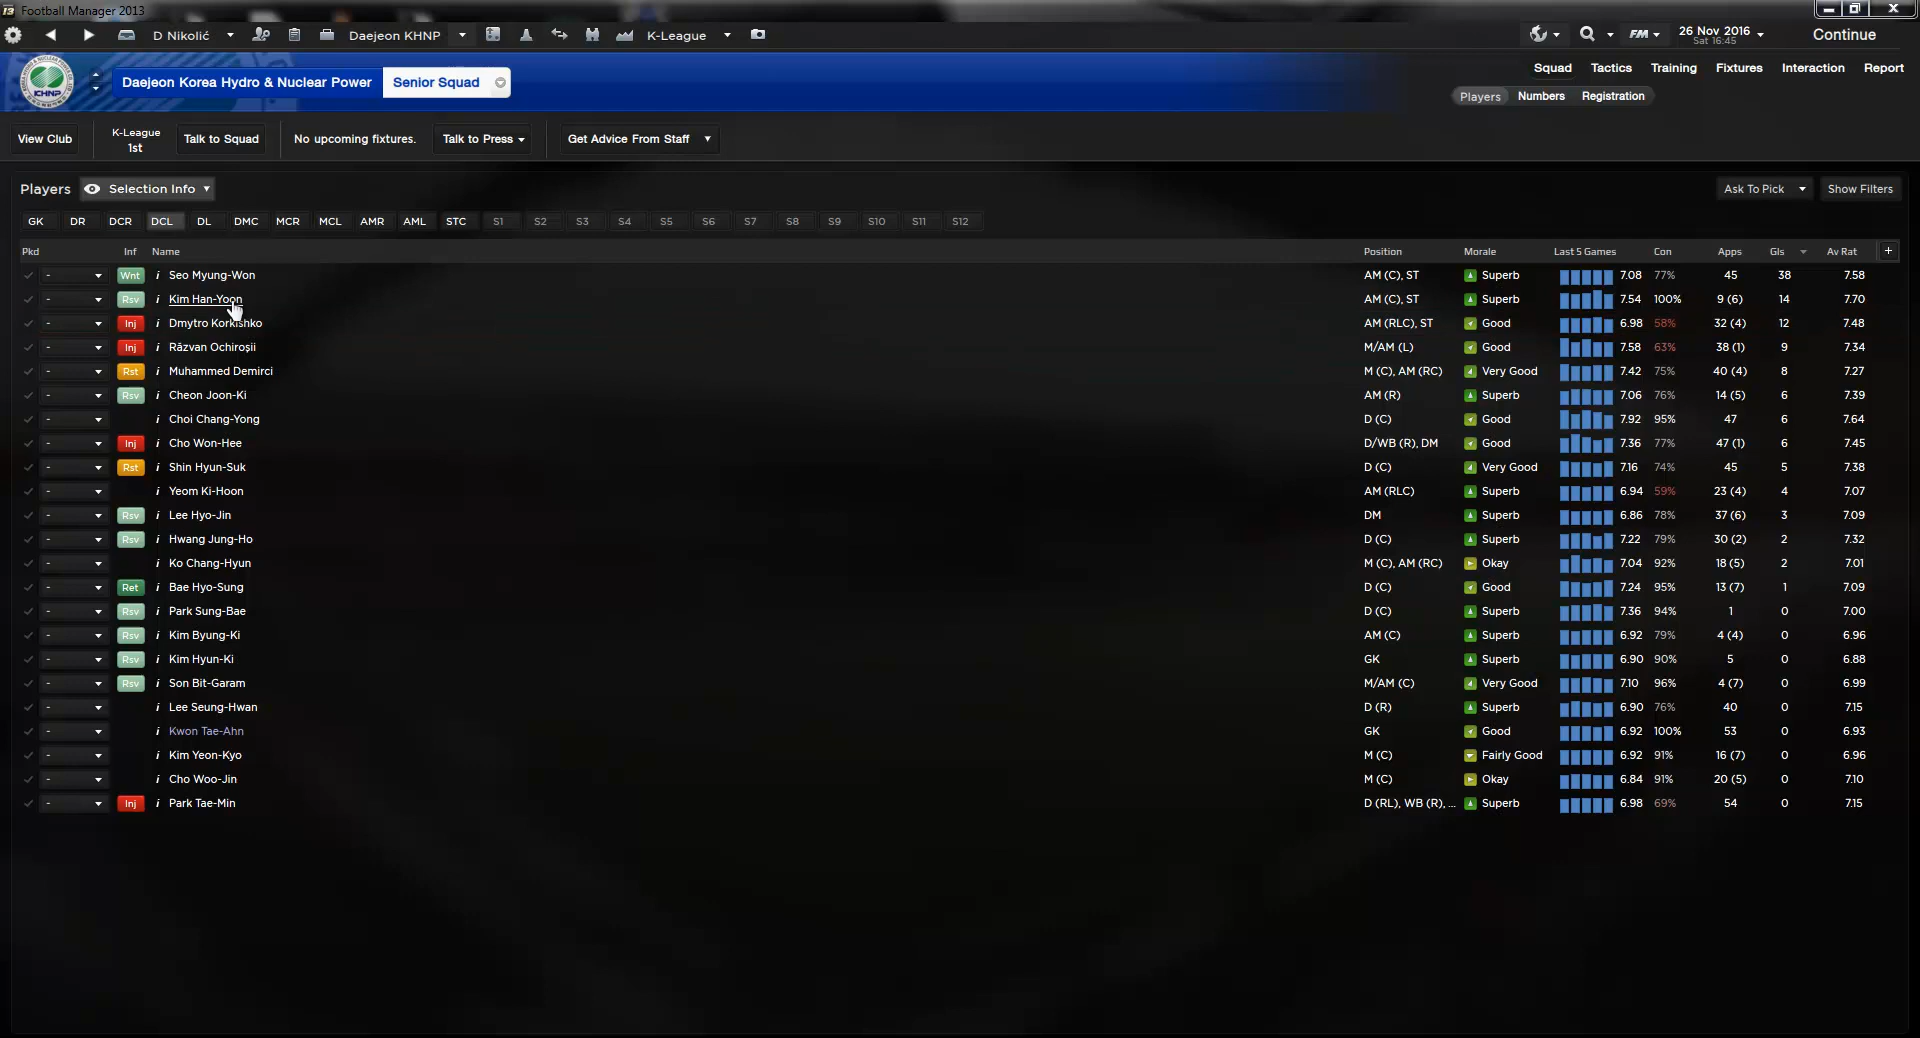 Football Manager 2013
D Nikolić Daejeon KHNP K-League FM 26 Nov 2016 Sat 16:45 Continue
KHNP Daejeon Korea Hydro & Nuclear Power Senior Squad
Squad Tactics Training Fixtures Interaction Report
Players Numbers Registration
View Club K-League 1st Talk to Squad No upcoming fixtures. Talk to Press Get Advice From Staff
Players Selection Info Ask To Pick Show Filters
GK DR DCR DCL DL DMC MCR MCL AMR AML STC S1 S2 S3 S4 S5 S6 S7 S8 S9 S10 S11 S12
Pkd Inf Name Position Morale Last 5 Games Con Apps Gls Av Rat +
- Wnt i Seo Myung-Won AM (C), ST Superb 7.08 77% 45 38 7.58
- Rsv i Kim Han-Yoon AM (C), ST Superb 7.54 100% 9 (6) 14 7.70
- Inj i Dmytro Korkishko AM (RLC), ST Good 6.98 58% 32 (4) 12 7.48
- Inj i Răzvan Ochiroșii M/AM (L) Good 7.58 63% 38 (1) 9 7.34
- Rst i Muhammed Demirci M (C), AM (RC) Very Good 7.42 75% 40 (4) 8 7.27
- Rsv i Cheon Joon-Ki AM (R) Superb 7.06 76% 14 (5) 6 7.39
- i Choi Chang-Yong D (C) Good 7.92 95% 47 6 7.64
- Inj i Cho Won-Hee D/WB (R), DM Good 7.36 77% 47 (1) 6 7.45
- Rst i Shin Hyun-Suk D (C) Very Good 7.16 74% 45 5 7.38
- i Yeom Ki-Hoon AM (RLC) Superb 6.94 59% 23 (4) 4 7.07
- Rsv i Lee Hyo-Jin DM Superb 6.86 78% 37 (6) 3 7.09
- Rsv i Hwang Jung-Ho D (C) Superb 7.22 79% 30 (2) 2 7.32
- i Ko Chang-Hyun M (C), AM (RC) Okay 7.04 92% 18 (5) 2 7.01
- Ret i Bae Hyo-Sung D (C) Good 7.24 95% 13 (7) 1 7.09
- Rsv i Park Sung-Bae D (C) Superb 7.36 94% 1 0 7.00
- Rsv i Kim Byung-Ki AM (C) Superb 6.92 79% 4 (4) 0 6.96
- Rsv i Kim Hyun-Ki GK Superb 6.90 90% 5 0 6.88
- Rsv i Son Bit-Garam M/AM (C) Very Good 7.10 96% 4 (7) 0 6.99
- i Lee Seung-Hwan D (R) Superb 6.90 76% 40 0 7.15
- i Kwon Tae-Ahn GK Good 6.92 100% 53 0 6.93
- i Kim Yeon-Kyo M (C) Fairly Good 6.92 91% 16 (7) 0 6.96
- i Cho Woo-Jin M (C) Okay 6.84 91% 20 (5) 0 7.10
- Inj i Park Tae-Min D (RL), WB (R), ... Superb 6.98 69% 54 0 7.15